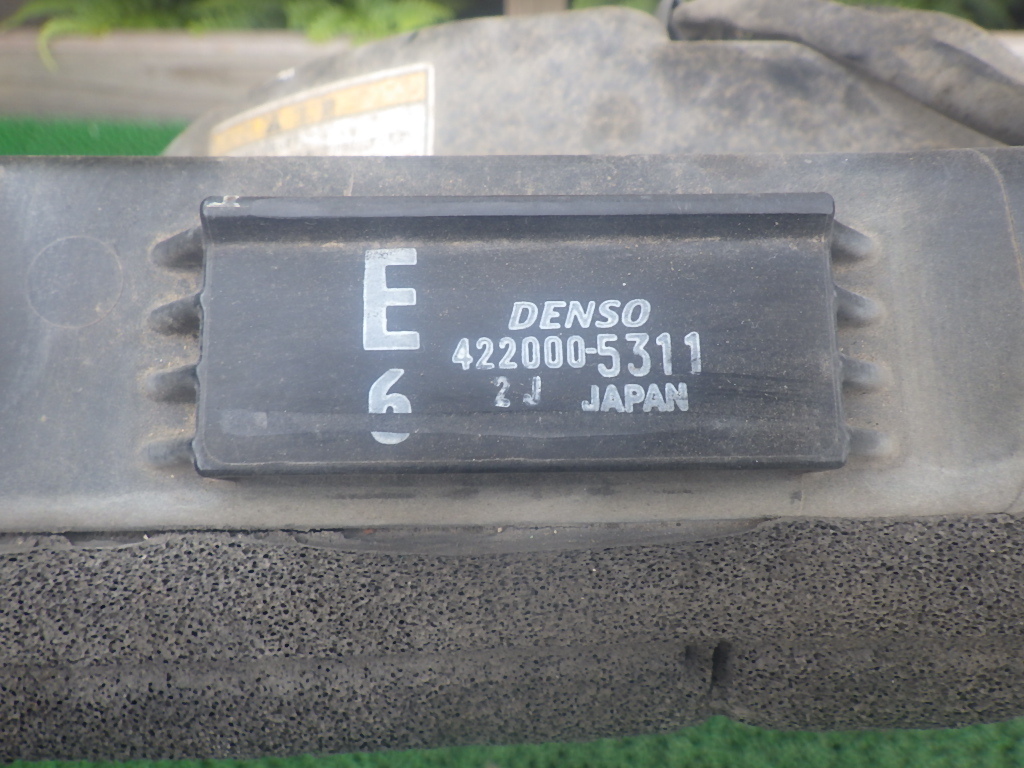 E
6
DENSO
422000-5311
2J JAPAN